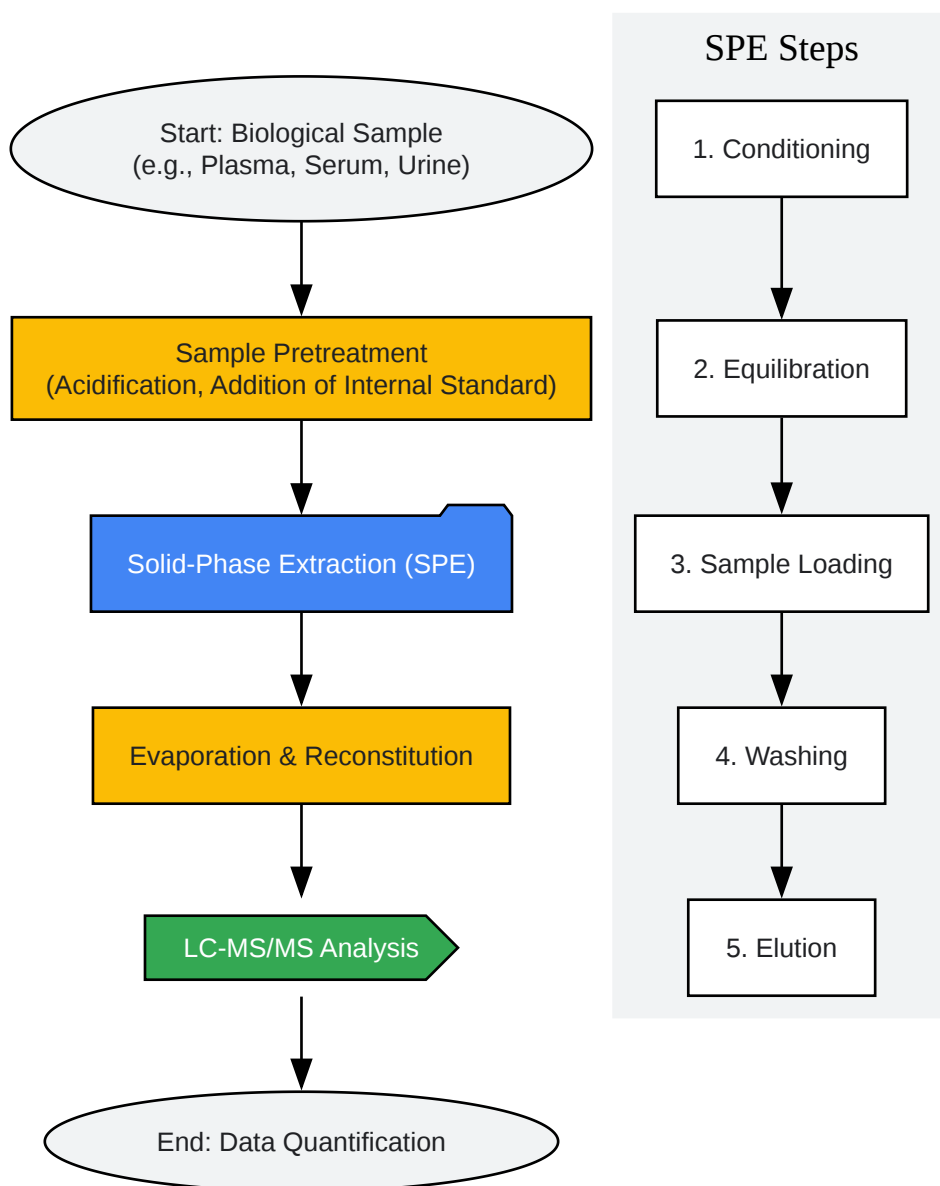 Start: Biological Sample
(e.g., Plasma, Serum, Urine)
Sample Pretreatment
(Acidification, Addition of Internal Standard)
Solid-Phase Extraction (SPE)
Evaporation & Reconstitution
LC-MS/MS Analysis
End: Data Quantification
SPE Steps
1. Conditioning
2. Equilibration
3. Sample Loading
4. Washing
5. Elution